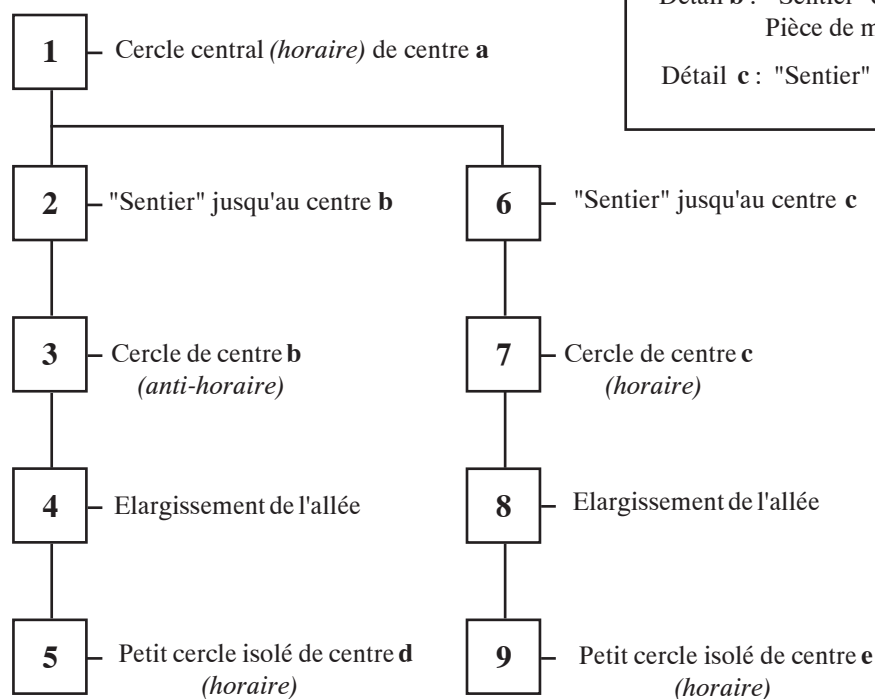 Détail b : "Sentier"
Pièce de
Détail c : "Sentier"
1 Cercle central (horaire) de centre a
2 "Sentier" jusqu'au centre b
6 "Sentier" jusqu'au centre c
3 Cercle de centre b
(anti-horaire)
7 Cercle de centre c
(horaire)
4 Elargissement de l'allée
8 Elargissement de l'allée
5 Petit cercle isolé de centre d
(horaire)
9 Petit cercle isolé de centre e
(horaire)